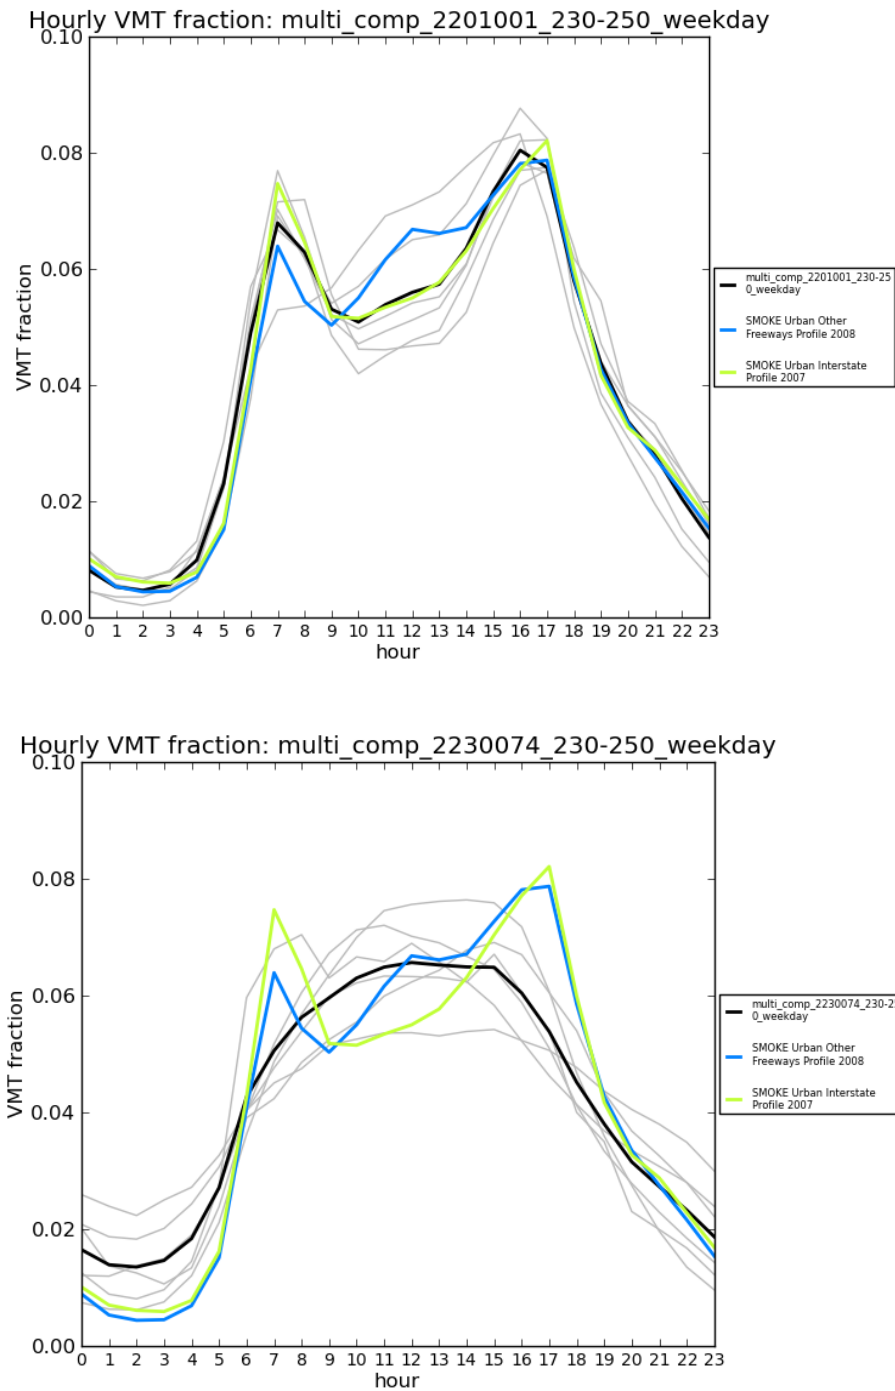 Hourly VMT fraction: multi_comp_2201001_230-250_weekday
0.10
0.08
0.06
0.04
0.02
0.00
VMT fraction
0 1 2 3 4 5 6 7 8 9 10 11 12 13 14 15 16 17 18 19 20 21 22 23
hour
multi_comp_2201001_230-25
0_weekday
SMOKE Urban Other
Freeways Profile 2008
SMOKE Urban Interstate
Profile 2007
Hourly VMT fraction: multi_comp_2230074_230-250_weekday
0.10
0.08
0.06
0.04
0.02
0.00
VMT fraction
0 1 2 3 4 5 6 7 8 9 10 11 12 13 14 15 16 17 18 19 20 21 22 23
hour
multi_comp_2230074_230-25
0_weekday
SMOKE Urban Other
Freeways Profile 2008
SMOKE Urban Interstate
Profile 2007